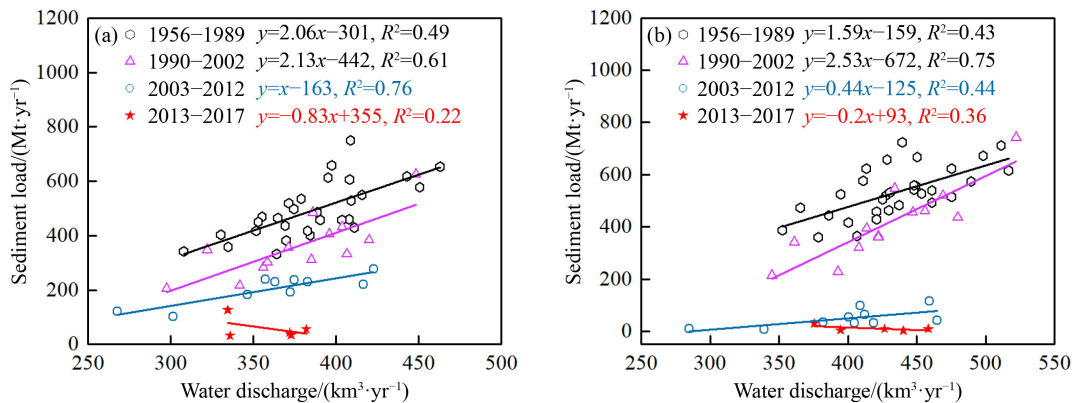 (a) 1956−1989 y=2.06x−301, R²=0.49
1990−2002 y=2.13x−442, R²=0.61
2003−2012 y=x−163, R²=0.76
2013−2017 y=−0.83x+355, R²=0.22
Sediment load/(Mt·yr⁻¹)
1200
1000
800
600
400
200
0
250 300 350 400 450 500
Water discharge/(km³·yr⁻¹)
(b) 1956−1989 y=1.59x−159, R²=0.43
1990−2002 y=2.53x−672, R²=0.75
2003−2012 y=0.44x−125, R²=0.44
2013−2017 y=−0.2x+93, R²=0.36
Sediment load/(Mt·yr⁻¹)
1200
1000
800
600
400
200
0
250 300 350 400 450 500 550
Water discharge/(km³·yr⁻¹)